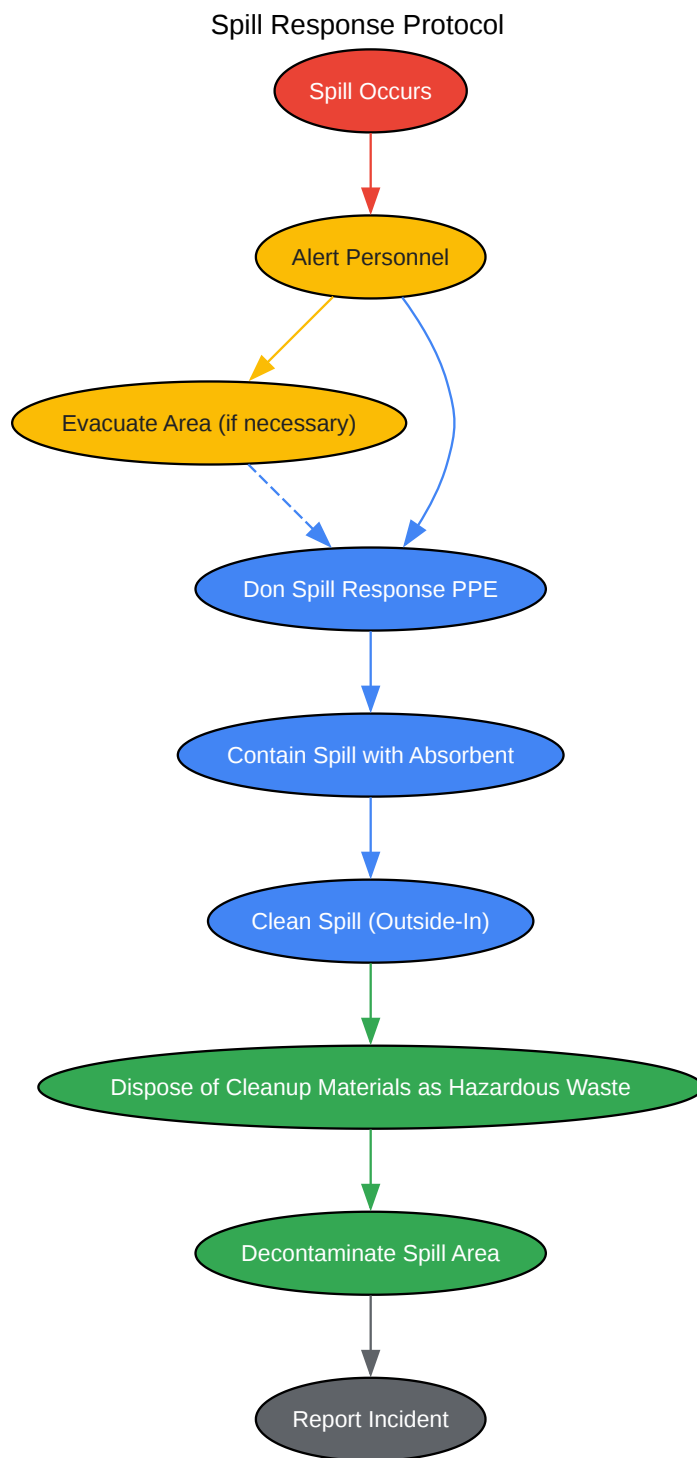 Spill Response Protocol
Spill Occurs
Alert Personnel
Evacuate Area (if necessary)
Don Spill Response PPE
Contain Spill with Absorbent
Clean Spill (Outside-In)
Dispose of Cleanup Materials as Hazardous Waste
Decontaminate Spill Area
Report Incident